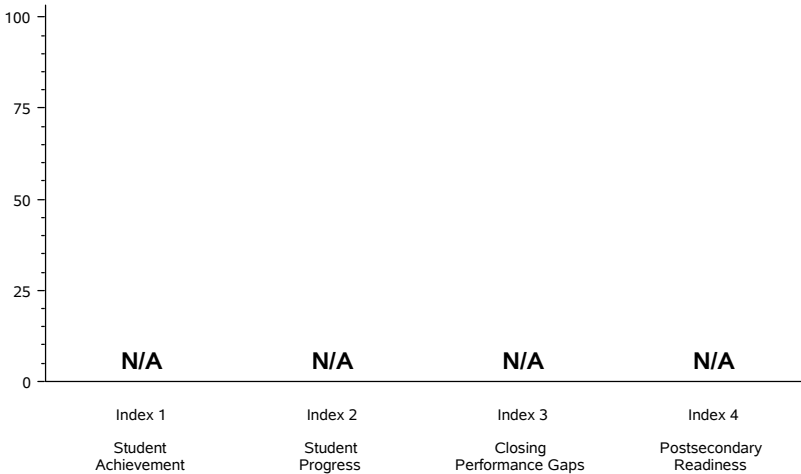 100
75
50
25
0
N/A N/A N/A N/A
Index 1 Index 2 Index 3 Index 4
Student Student Closing Postsecondary
Achievement Progress Performance Gaps Readiness